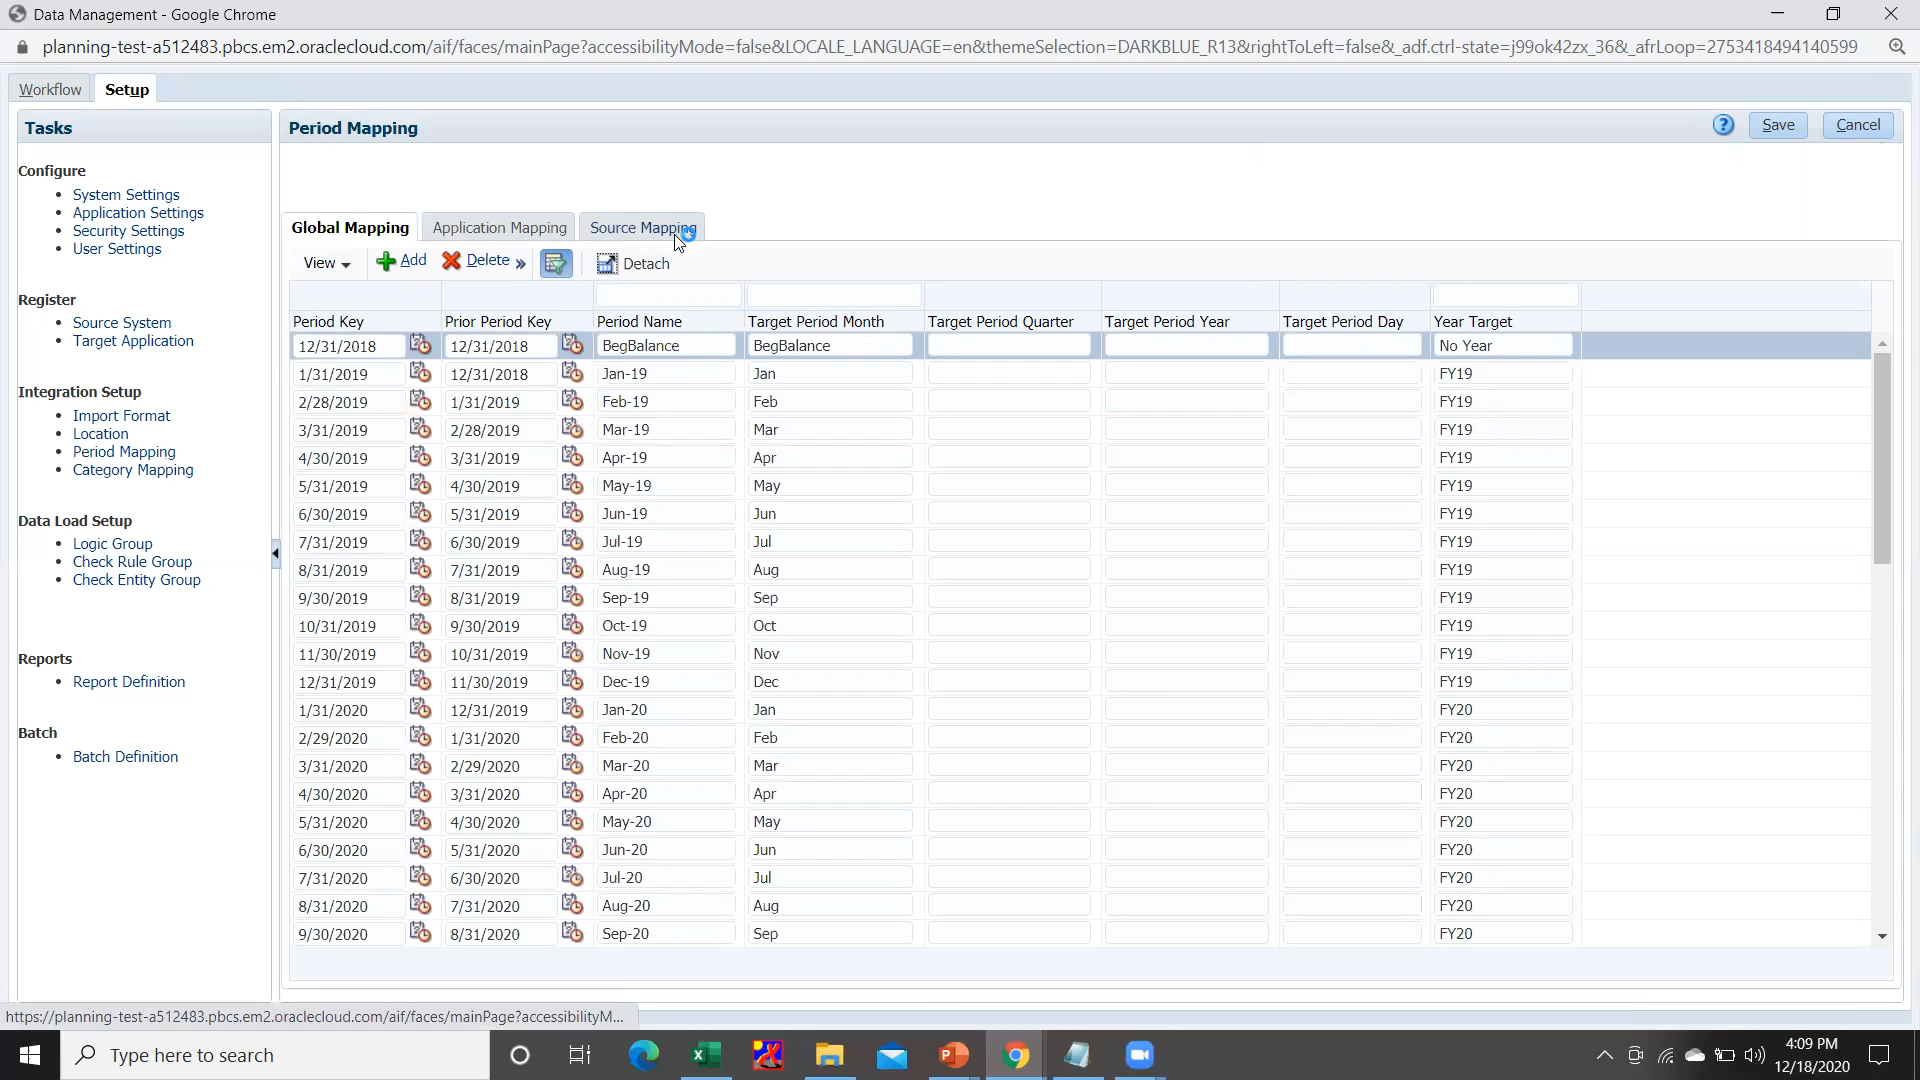 Data Management - Google Chrome
planning-test-a512483.pbcs.em2.oraclecloud.com/aif/faces/mainPage?accessibilityMode=false&LOCALE_LANGUAGE=en&themeSelection=DARKBLUE_R13&rightToLeft=false&_adf.ctrl-state=j99ok42zx_36&_afrLoop=2753418494140599
Workflow Setup
Tasks
Period Mapping
Save Cancel
Configure
System Settings
Application Settings
Security Settings
User Settings
Register
Source System
Target Application
Integration Setup
Import Format
Location
Period Mapping
Category Mapping
Data Load Setup
Logic Group
Check Rule Group
Check Entity Group
Reports
Report Definition
Batch
Batch Definition
Global Mapping Application Mapping Source Mapping
View Add Delete » Detach
Period Key Prior Period Key Period Name Target Period Month Target Period Quarter Target Period Year Target Period Day Year Target
12/31/2018 12/31/2018 BegBalance BegBalance No Year
1/31/2019 12/31/2018 Jan-19 Jan FY19
2/28/2019 1/31/2019 Feb-19 Feb FY19
3/31/2019 2/28/2019 Mar-19 Mar FY19
4/30/2019 3/31/2019 Apr-19 Apr FY19
5/31/2019 4/30/2019 May-19 May FY19
6/30/2019 5/31/2019 Jun-19 Jun FY19
7/31/2019 6/30/2019 Jul-19 Jul FY19
8/31/2019 7/31/2019 Aug-19 Aug FY19
9/30/2019 8/31/2019 Sep-19 Sep FY19
10/31/2019 9/30/2019 Oct-19 Oct FY19
11/30/2019 10/31/2019 Nov-19 Nov FY19
12/31/2019 11/30/2019 Dec-19 Dec FY19
1/31/2020 12/31/2019 Jan-20 Jan FY20
2/29/2020 1/31/2020 Feb-20 Feb FY20
3/31/2020 2/29/2020 Mar-20 Mar FY20
4/30/2020 3/31/2020 Apr-20 Apr FY20
5/31/2020 4/30/2020 May-20 May FY20
6/30/2020 5/31/2020 Jun-20 Jun FY20
7/31/2020 6/30/2020 Jul-20 Jul FY20
8/31/2020 7/31/2020 Aug-20 Aug FY20
9/30/2020 8/31/2020 Sep-20 Sep FY20
https://planning-test-a512483.pbcs.em2.oraclecloud.com/aif/faces/mainPage?accessibilityM...
Type here to search
4:09 PM
12/18/2020